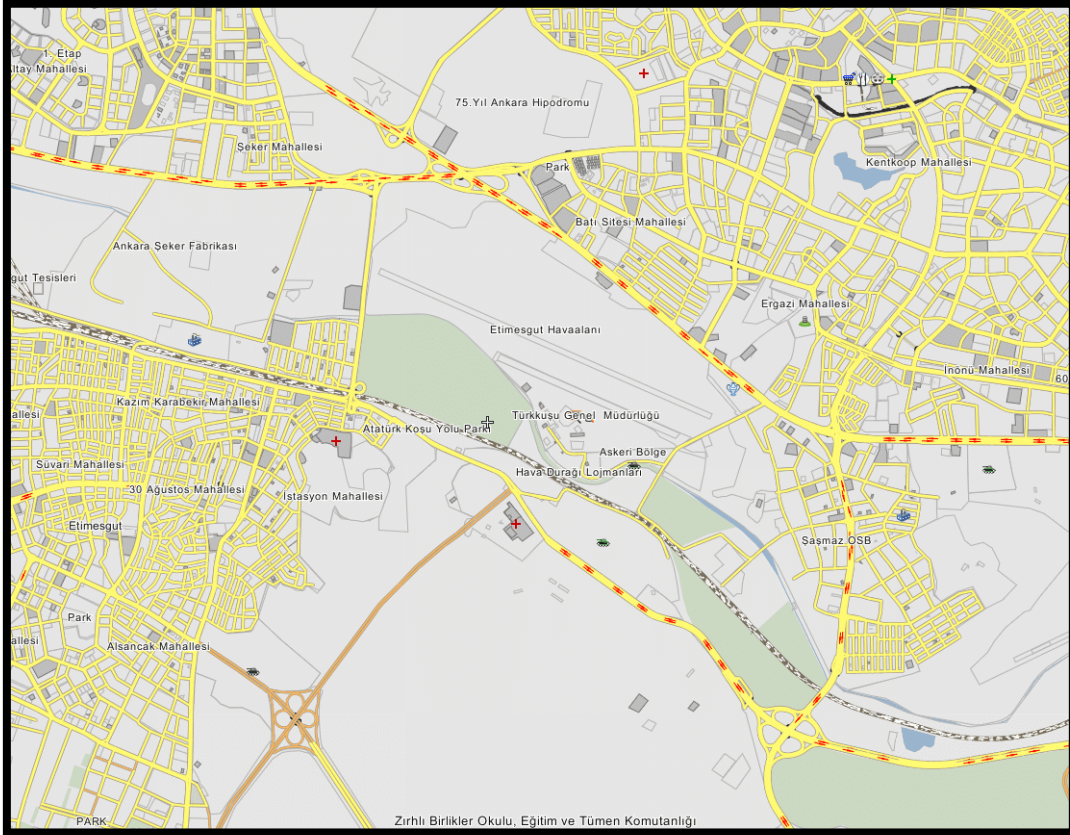 1. Etap
ltay Mahallesi
75.Yıl Ankara Hipodromu
Şeker Mahallesi
Park
Kentkoop Mahallesi
Batı Sitesi Mahallesi
Ankara Şeker Fabrikası
gut Tesisleri
Ergazi Mahallesi
Etimesgut Havaalanı
İnönü Mahallesi
60
Kazım Karabekir Mahallesi
allesi
Türkkuşu Genel Müdürlüğü
Atatürk Koşu Yolu Parkı
Askeri Bölge
Süvari Mahallesi
Hava Durağı Lojmanları
30 Ağustos Mahallesi
İstasyon Mahallesi
Etimesgut
Şaşmaz OSB
Park
allesi
Alsancak Mahallesi
PARK
Zırhlı Birlikler Okulu, Eğitim ve Tümen Komutanlığı